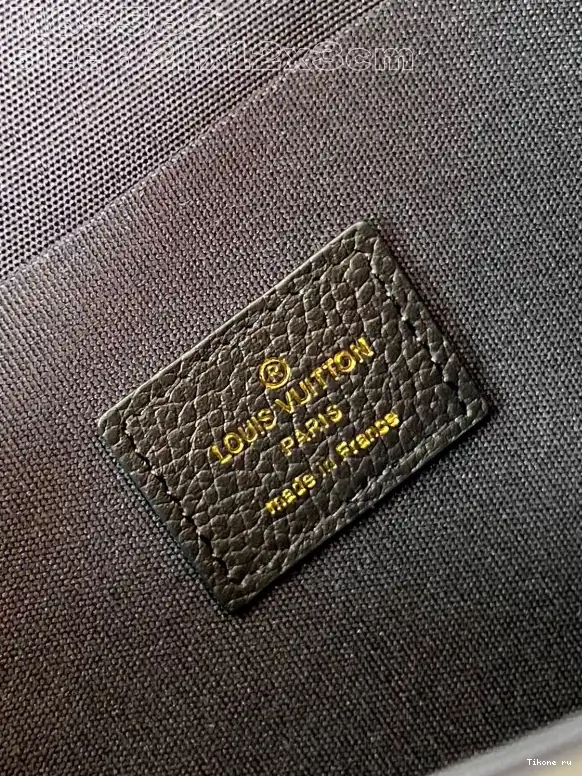 ®
LOUIS VUITTON
PARIS
made in France
Tikone ru